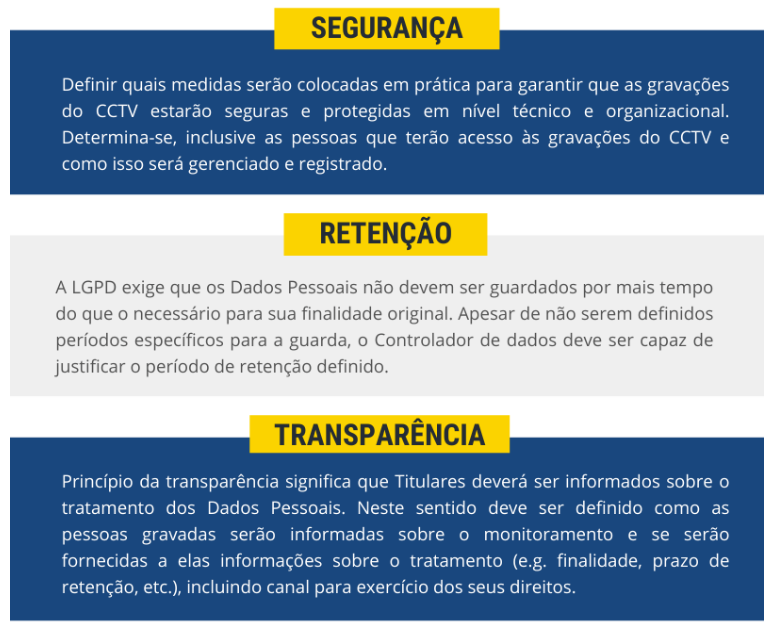 SEGURANÇA
Definir quais medidas serão colocadas em prática para garantir que as gravações
do CCTV estarão seguras e protegidas em nível técnico e organizacional.
Determina-se, inclusive as pessoas que terão acesso às gravações do CCTV e
como isso será gerenciado e registrado.
RETENÇÃO
A LGPD exige que os Dados Pessoais não devem ser guardados por mais tempo
do que o necessário para sua finalidade original. Apesar de não serem definidos
períodos específicos para a guarda, o Controlador de dados deve ser capaz de
justificar o período de retenção definido.
TRANSPARÊNCIA
Princípio da transparência significa que Titulares deverá ser informados sobre o
tratamento dos Dados Pessoais. Neste sentido deve ser definido como as
pessoas gravadas serão informadas sobre o monitoramento e se serão
fornecidas a elas informações sobre o tratamento (e.g. finalidade, prazo de
retenção, etc.), incluindo canal para exercício dos seus direitos.